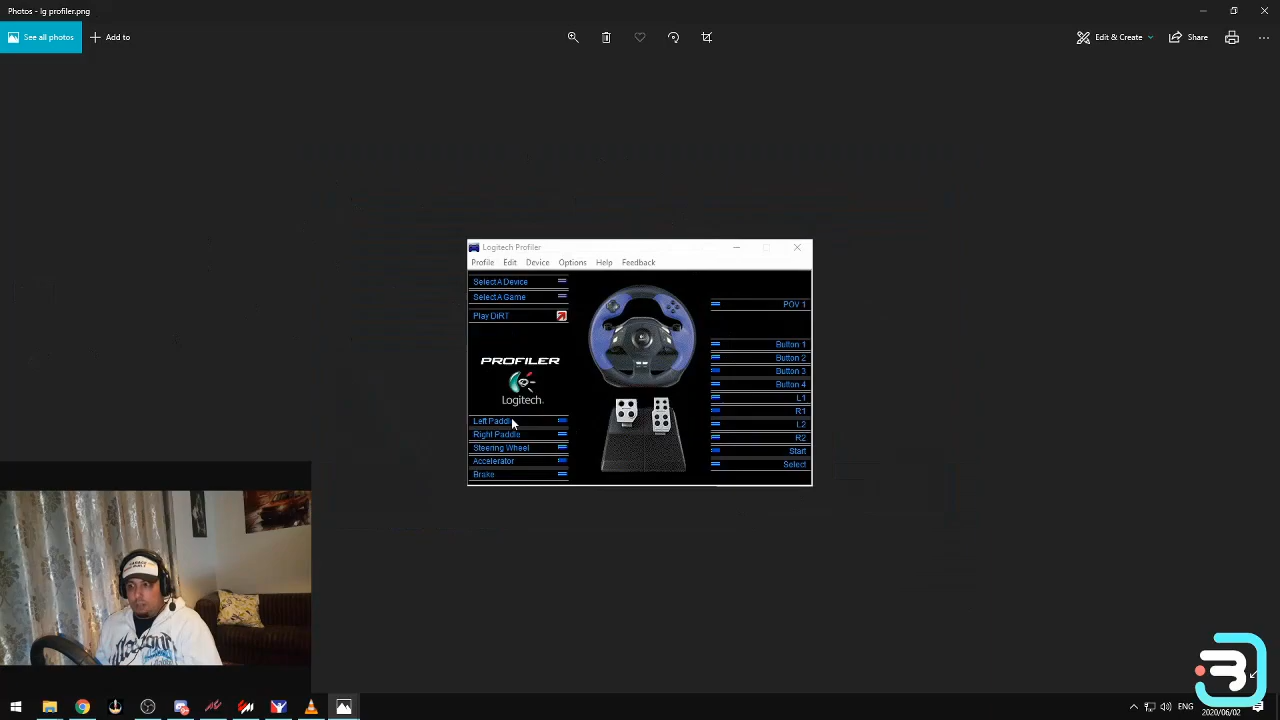 Photos - lg profiler.png
See all photos
Add to
Edit & Create
Share
Logitech Profiler
Profile Edit Device Options Help Feedback
Select A Device
Select A Game
Play DiRT
PROFILER
Logitech
Left Paddl
Right Paddle
Steering Wheel
Accelerator
Brake
POV 1
Button 1
Button 2
Button 3
Button 4
L1
R1
L2
R2
Start
Select
ENG
2020/06/02